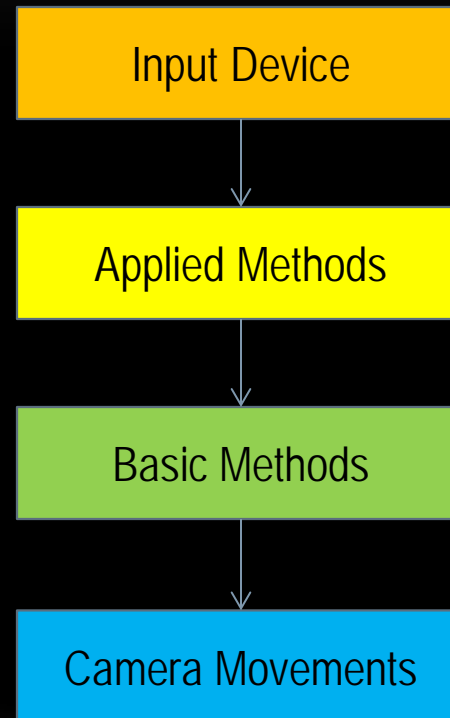 Input Device
Applied Methods
Basic Methods
Camera Movements